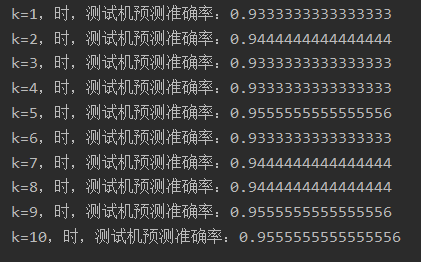 k=1，时，测试机预测准确率：0.9333333333333333
k=2，时，测试机预测准确率：0.9444444444444444
k=3，时，测试机预测准确率：0.9333333333333333
k=4，时，测试机预测准确率：0.9333333333333333
k=5，时，测试机预测准确率：0.9555555555555556
k=6，时，测试机预测准确率：0.9333333333333333
k=7，时，测试机预测准确率：0.9444444444444444
k=8，时，测试机预测准确率：0.9444444444444444
k=9，时，测试机预测准确率：0.9555555555555556
k=10，时，测试机预测准确率：0.9555555555555556